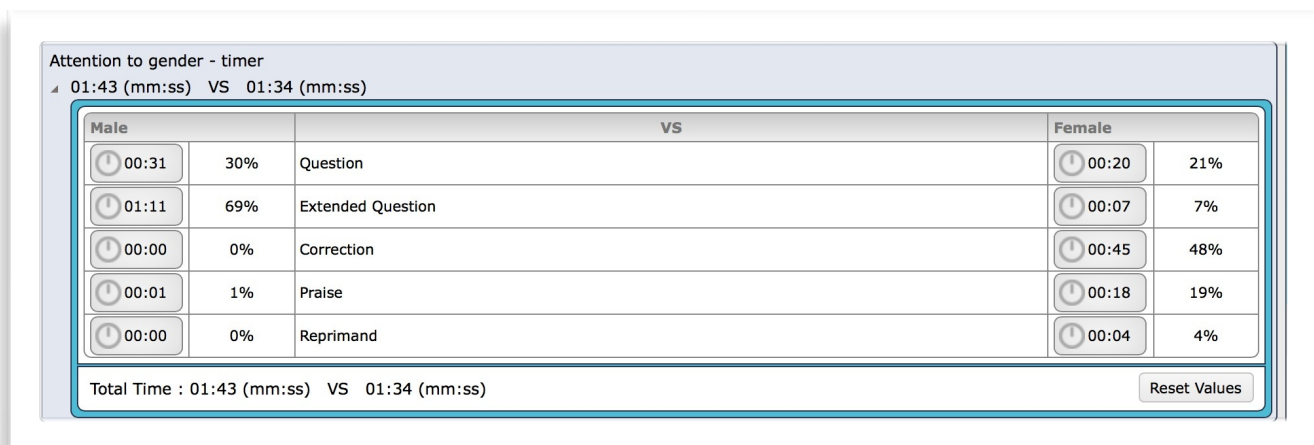 Attention to gender - timer
01:43 (mm:ss) VS 01:34 (mm:ss)
Male VS Female
00:31 30% Question 00:20 21%
01:11 69% Extended Question 00:07 7%
00:00 0% Correction 00:45 48%
00:01 1% Praise 00:18 19%
00:00 0% Reprimand 00:04 4%
Total Time : 01:43 (mm:ss) VS 01:34 (mm:ss) Reset Values